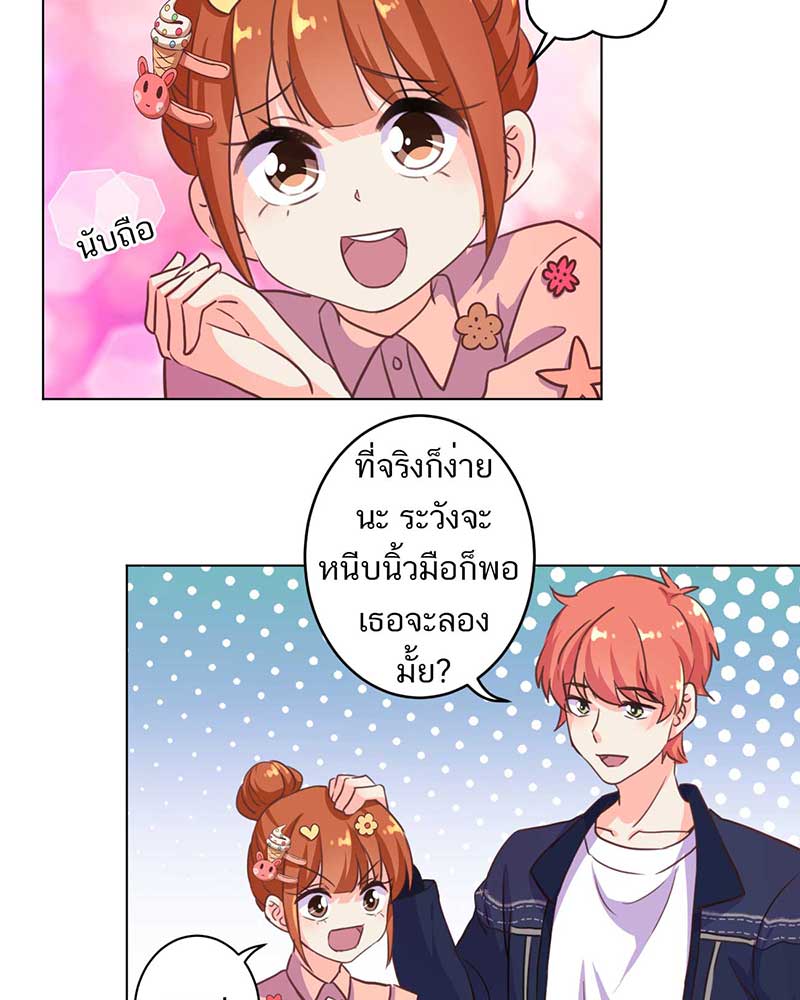 นับถือ
ที่จริงก็ง่าย
นะ ระวังจะ
หนีบนิ้วมือก็พอ
เธอจะลอง
มั้ย?